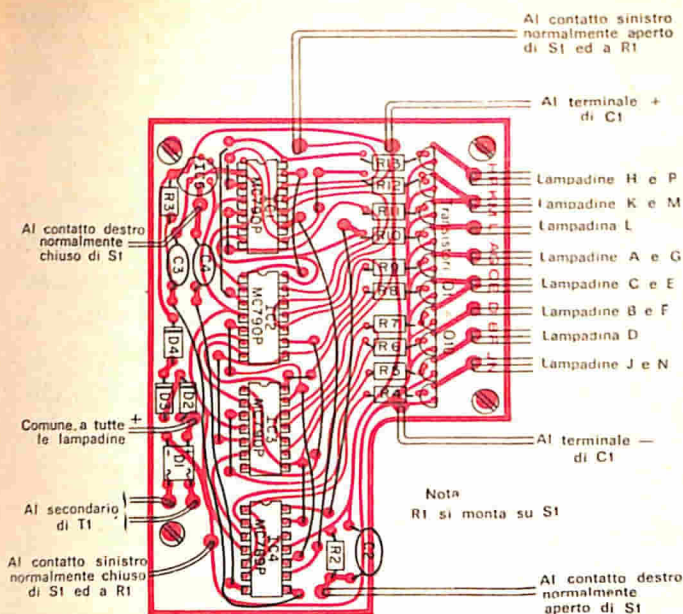 Al contatto sinistro
normalmente aperto
di S1 ed a R1
Al terminale +
di C1
Lampadine H e P
Lampadine K e M
Lampadina L
Lampadine A e G
Lampadine C e E
Lampadine B e F
Lampadina D
Lampadine J e N
Al terminale —
di C1
Nota
R1 si monta su S1
Al contatto destro
normalmente
aperto di S1
Al contatto destro
normalmente
chiuso di S1
Comune, a tutte +
le lampadine
Al secondario
di T1
Al contatto sinistro
normalmente chiuso
di S1 ed a R1
R3
C3
C4
D4
D3
D2
D1
IC1
MC790P
IC2
MC790P
IC3
MC790P
IC4
MC789P
R2
C2
R13
R12
R11
R10
R9
R8
R7
R6
R5
R4
Transistori